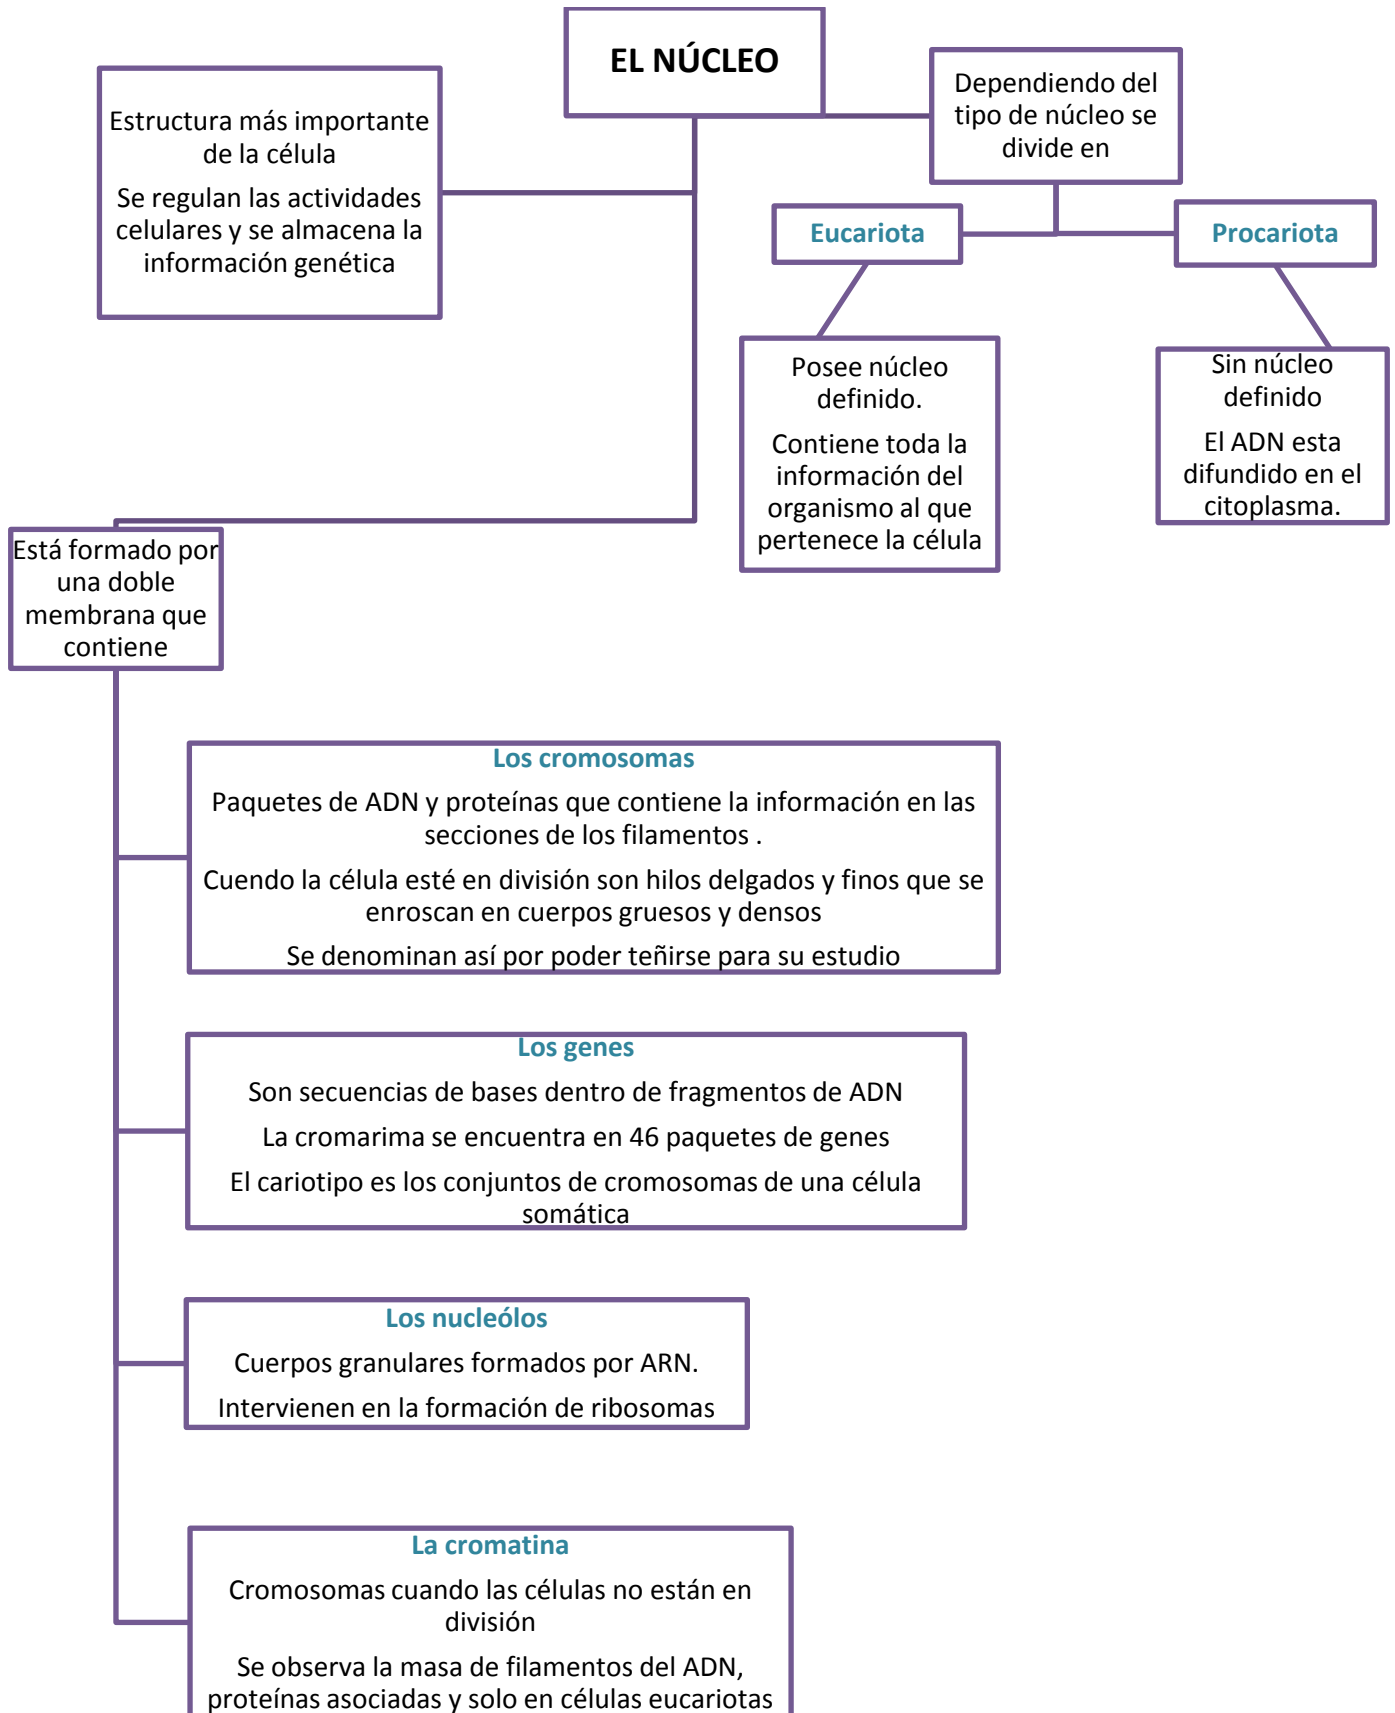 EL NÚCLEO
Estructura más importante
de la célula
Se regulan las actividades
celulares y se almacena la
información genética
Dependiendo del
tipo de núcleo se
divide en
Eucariota
Procariota
Posee núcleo
definido.
Contiene toda la
información del
organismo al que
pertenece la célula
Sin núcleo
definido
El ADN esta
difundido en el
citoplasma.
Está formado por
una doble
membrana que
contiene
Los cromosomas
Paquetes de ADN y proteínas que contiene la información en las
secciones de los filamentos .
Cuendo la célula esté en división son hilos delgados y finos que se
enroscan en cuerpos gruesos y densos
Se denominan así por poder teñirse para su estudio
Los genes
Son secuencias de bases dentro de fragmentos de ADN
La cromarima se encuentra en 46 paquetes de genes
El cariotipo es los conjuntos de cromosomas de una célula
somática
Los nucleólos
Cuerpos granulares formados por ARN.
Intervienen en la formación de ribosomas
La cromatina
Cromosomas cuando las células no están en
división
Se observa la masa de filamentos del ADN,
proteínas asociadas y solo en células eucariotas